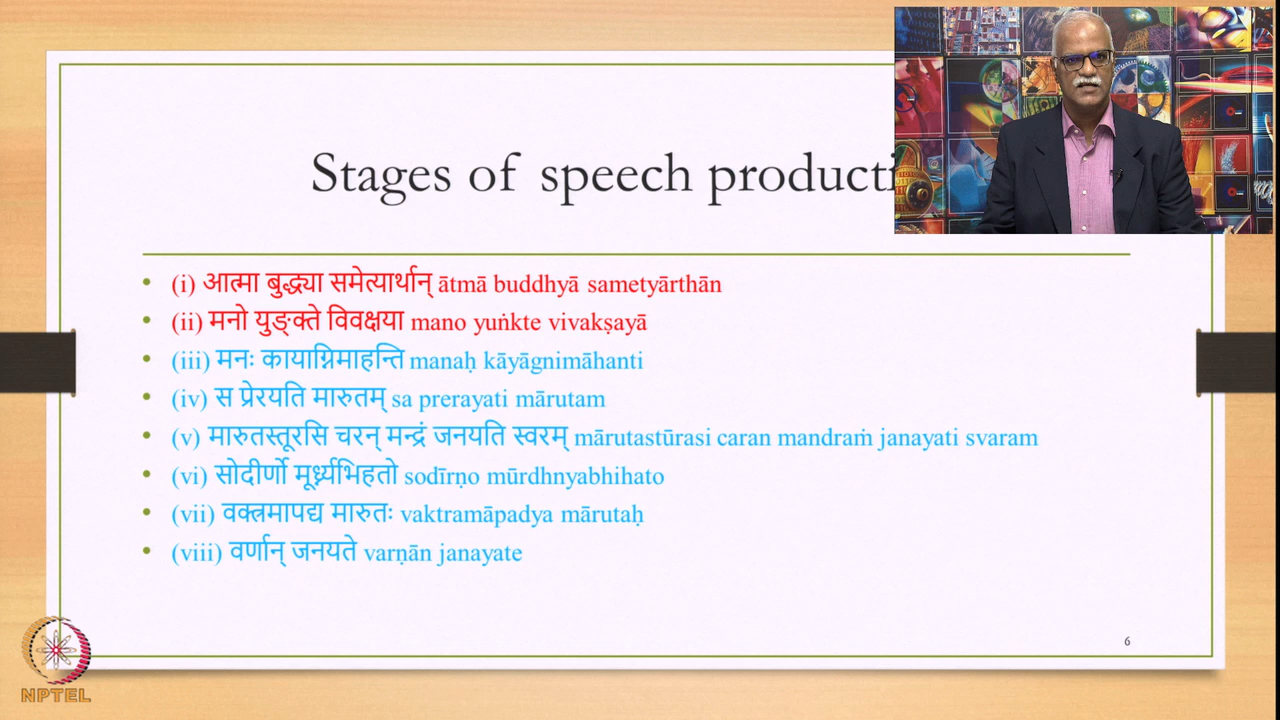 Stages of speech producti
• (i) आत्मा बुद्ध्या समेत्यार्थान् ātmā buddhyā sametyārthān
• (ii) मनो युङ्क्ते विवक्षया mano yuṅkte vivakṣayā
• (iii) मनः कायाग्निमाहन्ति manaḥ kāyāgnimāhanti
• (iv) स प्रेरयति मारुतम् sa prerayati mārutam
• (v) मारुतस्तूरसि चरन् मन्द्रं जनयति स्वरम् mārutastūrasi caran mandraṁ janayati svaram
• (vi) सोदीर्णो मूर्ध्न्यभिहतो sodīrṇo mūrdhnyabhihato
• (vii) वक्त्रमापद्य मारुतः vaktramāpadya mārutaḥ
• (viii) वर्णान् जनयते varṇān janayate
6
NPTEL